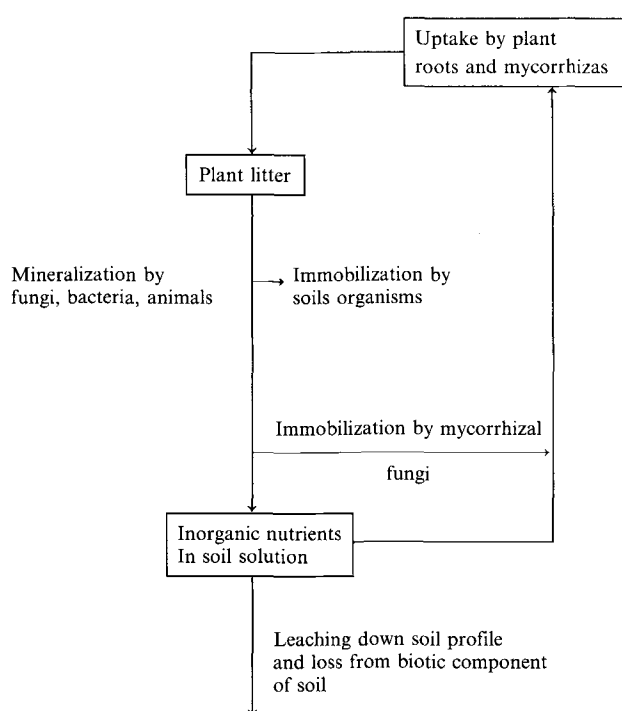 Uptake by plant
roots and mycorrhizas
Plant litter
Mineralization by
fungi, bacteria, animals
Immobilization by
soils organisms
Immobilization by mycorrhizal
fungi
Inorganic nutrients
In soil solution
Leaching down soil profile
and loss from biotic component
of soil